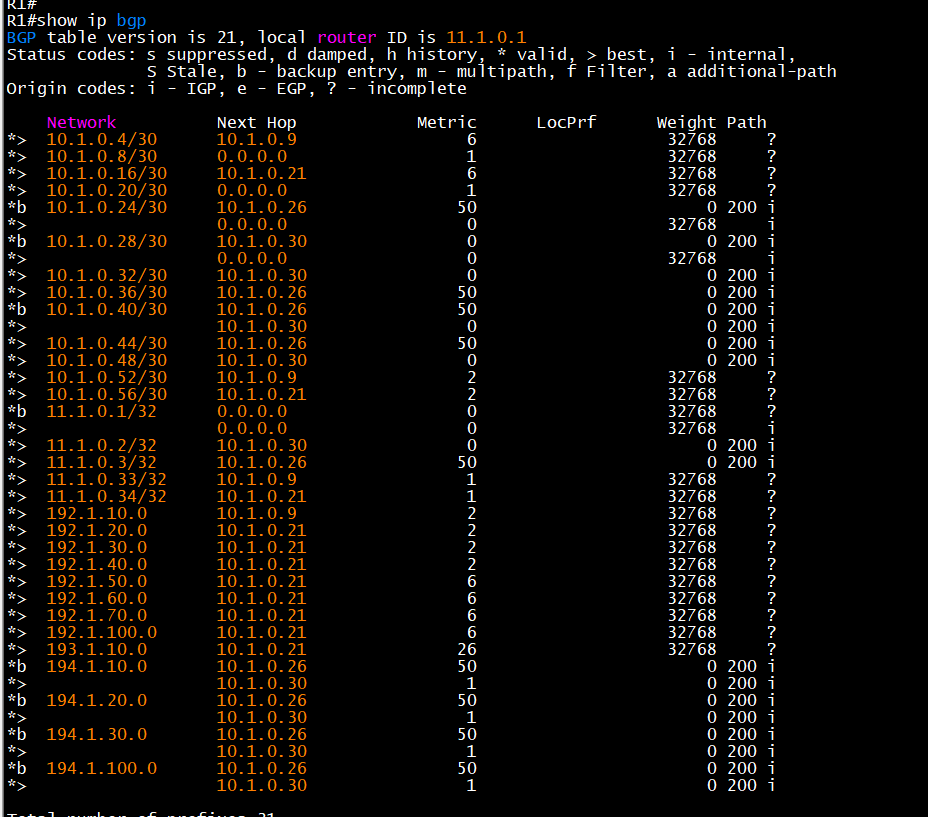 R1#
R1#show ip bgp
BGP table version is 21, local router ID is 11.1.0.1
Status codes: s suppressed, d damped, h history, * valid, > best, i - internal,
              S Stale, b - backup entry, m - multipath, f Filter, a additional-path
Origin codes: i - IGP, e - EGP, ? - incomplete
    Network          Next Hop            Metric      LocPrf      Weight Path
*>  10.1.0.4/30      10.1.0.9                 6                   32768     ?
*>  10.1.0.8/30      0.0.0.0                  1                   32768     ?
*>  10.1.0.16/30     10.1.0.21                6                   32768     ?
*>  10.1.0.20/30     0.0.0.0                  1                   32768     ?
*b  10.1.0.24/30     10.1.0.26               50                       0 200 i
*>                   0.0.0.0                  0                   32768     i
*b  10.1.0.28/30     10.1.0.30                0                       0 200 i
*>                   0.0.0.0                  0                   32768     i
*>  10.1.0.32/30     10.1.0.30                0                       0 200 i
*>  10.1.0.36/30     10.1.0.26               50                       0 200 i
*b  10.1.0.40/30     10.1.0.26               50                       0 200 i
*>                   10.1.0.30                0                       0 200 i
*>  10.1.0.44/30     10.1.0.26               50                       0 200 i
*>  10.1.0.48/30     10.1.0.30                0                       0 200 i
*>  10.1.0.52/30     10.1.0.9                 2                   32768     ?
*>  10.1.0.56/30     10.1.0.21                2                   32768     ?
*b  11.1.0.1/32      0.0.0.0                  0                   32768     ?
*>                   0.0.0.0                  0                   32768     i
*>  11.1.0.2/32      10.1.0.30                0                       0 200 i
*>  11.1.0.3/32      10.1.0.26               50                       0 200 i
*>  11.1.0.33/32     10.1.0.9                 1                   32768     ?
*>  11.1.0.34/32     10.1.0.21                1                   32768     ?
*>  192.1.10.0       10.1.0.9                 2                   32768     ?
*>  192.1.20.0       10.1.0.21                2                   32768     ?
*>  192.1.30.0       10.1.0.21                2                   32768     ?
*>  192.1.40.0       10.1.0.21                2                   32768     ?
*>  192.1.50.0       10.1.0.21                6                   32768     ?
*>  192.1.60.0       10.1.0.21                6                   32768     ?
*>  192.1.70.0       10.1.0.21                6                   32768     ?
*>  192.1.100.0      10.1.0.21                6                   32768     ?
*>  193.1.10.0       10.1.0.21               26                   32768     ?
*b  194.1.10.0       10.1.0.26               50                       0 200 i
*>                   10.1.0.30                1                       0 200 i
*b  194.1.20.0       10.1.0.26               50                       0 200 i
*>                   10.1.0.30                1                       0 200 i
*b  194.1.30.0       10.1.0.26               50                       0 200 i
*>                   10.1.0.30                1                       0 200 i
*b  194.1.100.0      10.1.0.26               50                       0 200 i
*>                   10.1.0.30                1                       0 200 i
Total number of prefixes 31